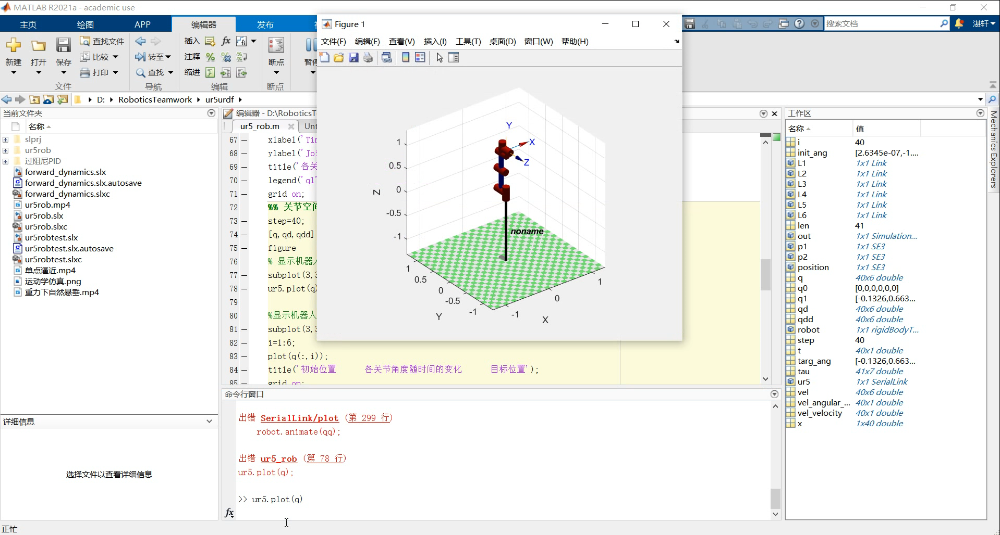 MATLAB R2021a - academic use
主页 绘图 APP 编辑器 发布
搜索文档 湛轩
Figure 1
文件(F) 编辑(E) 查看(V) 插入(I) 工具(T) 桌面(D) 窗口(W) 帮助(H)
新建 打开 保存 查找文件 比较 打印 转至 查找 插入 fx 注释 缩进 断点
文件 导航 编辑 断点
D: RoboticsTeamwork ur5urdf
当前文件夹
名称
slprj
ur5rob
过阻尼PID
forward_dynamics.slx
forward_dynamics.slx.autosave
forward_dynamics.slxc
ur5rob.mp4
ur5rob.slx
ur5rob.slxc
ur5robtest.slx
ur5robtest.slx.autosave
ur5robtest.slxc
单点逼近.mp4
运动学仿真.png
重力下自然悬垂.mp4
详细信息
选择文件以查看详细信息
正忙
编辑器 - D:\RoboticsT
ur5_rob.m Unt
67 xlabel('Tin
68 ylabel('Joi
69 title('各关
70 legend('q1'
71 grid on;
72 %% 关节空间
73 step=40;
74 [q,qd,qdd]
75 figure
76 % 显示机器人
77 subplot(3,3
78 ur5.plot(q)
79
80 %显示机器人
81 subplot(3,3
82 i=1:6;
83 plot(q(:,i));
84 title('初始位置 各关节角度随时间的变化 目标位置');
85 grid on;
Y
X
Z
noname
Z
1
0.5
0
-0.5
-1
1
0.5
0
-0.5
-1
Y
-1
0
1
X
命令行窗口
出错 SerialLink/plot (第 299 行)
robot.animate(qq);
出错 ur5_rob (第 78 行)
ur5.plot(q);
>> ur5.plot(q)
fx
工作区
名称 值
i 40
init_ang [2.6345e-07,-1....
L1 1x1 Link
L2 1x1 Link
L3 1x1 Link
L4 1x1 Link
L5 1x1 Link
L6 1x1 Link
len 41
out 1x1 Simulation...
p1 1x1 SE3
p2 1x1 SE3
position 1x1 SE3
q 40x6 double
q0 [0,0,0,0,0,0]
q1 [-0.1326,0.663...
qd 40x6 double
qdd 40x6 double
robot 1x1 rigidBodyT...
step 40
t 40x1 double
targ_ang [-0.1326,0.663...
tau 41x7 double
ur5 1x1 SerialLink
vel 40x6 double
vel_angular_... 40x1 double
vel_velocity 40x1 double
x 1x40 double
Mechanics Explorers